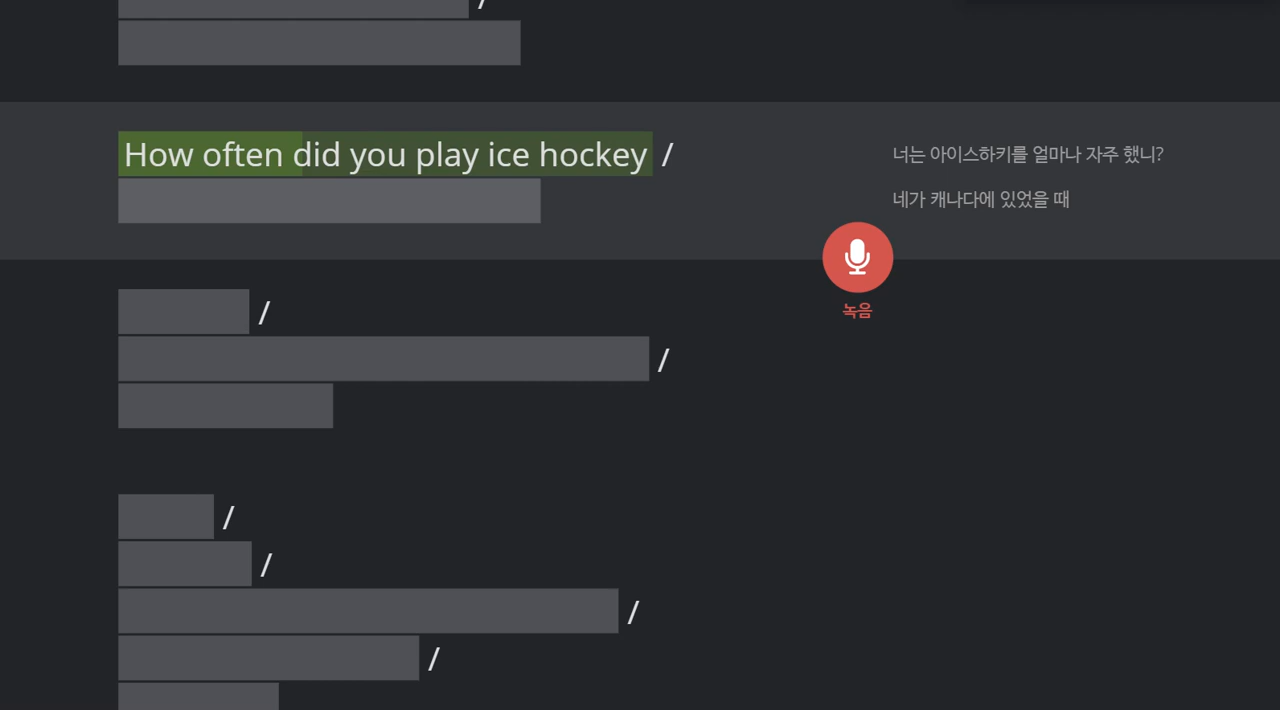 /
How often did you play ice hockey /
너는 아이스하키를 얼마나 자주 했니?
네가 캐나다에 있었을 때
녹음
/
/
/
/
/
/